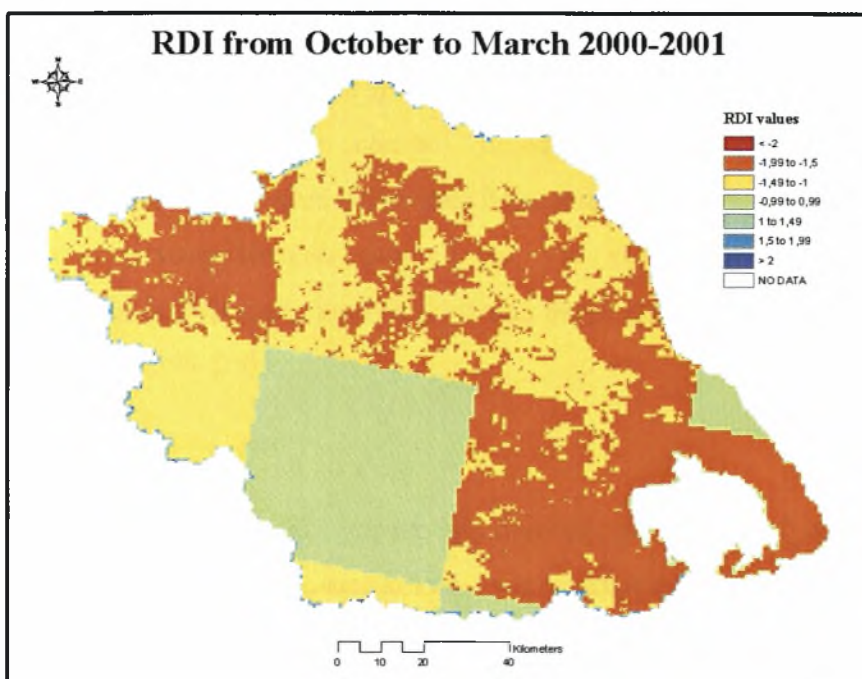 RDI from October to March 2000-2001
N
W E
S
RDI values
< -2
-1,99 to -1,5
-1,49 to -1
-0,99 to 0,99
1 to 1,49
1,5 to 1,99
> 2
NO DATA
Kilometers
0 10 20 40